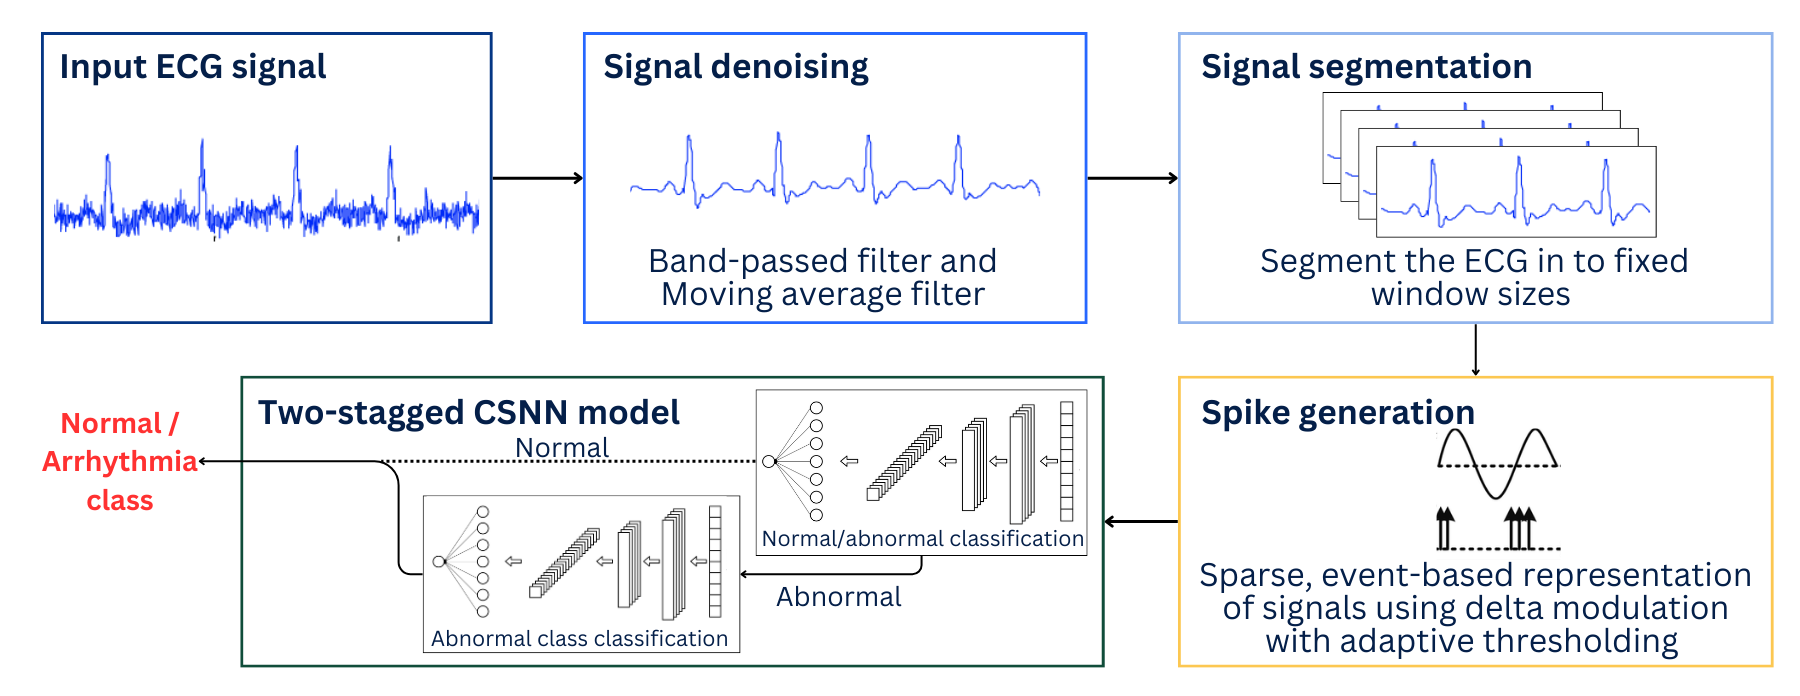 Input ECG signal
Signal denoising
Band-passed filter and
Moving average filter
Signal segmentation
Segment the ECG in to fixed
window sizes
Spike generation
Sparse, event-based representation
of signals using delta modulation
with adaptive thresholding
Two-stagged CSNN model
Normal/abnormal classification
Normal
Abnormal
Abnormal class classification
Normal /
Arrhythmia
class